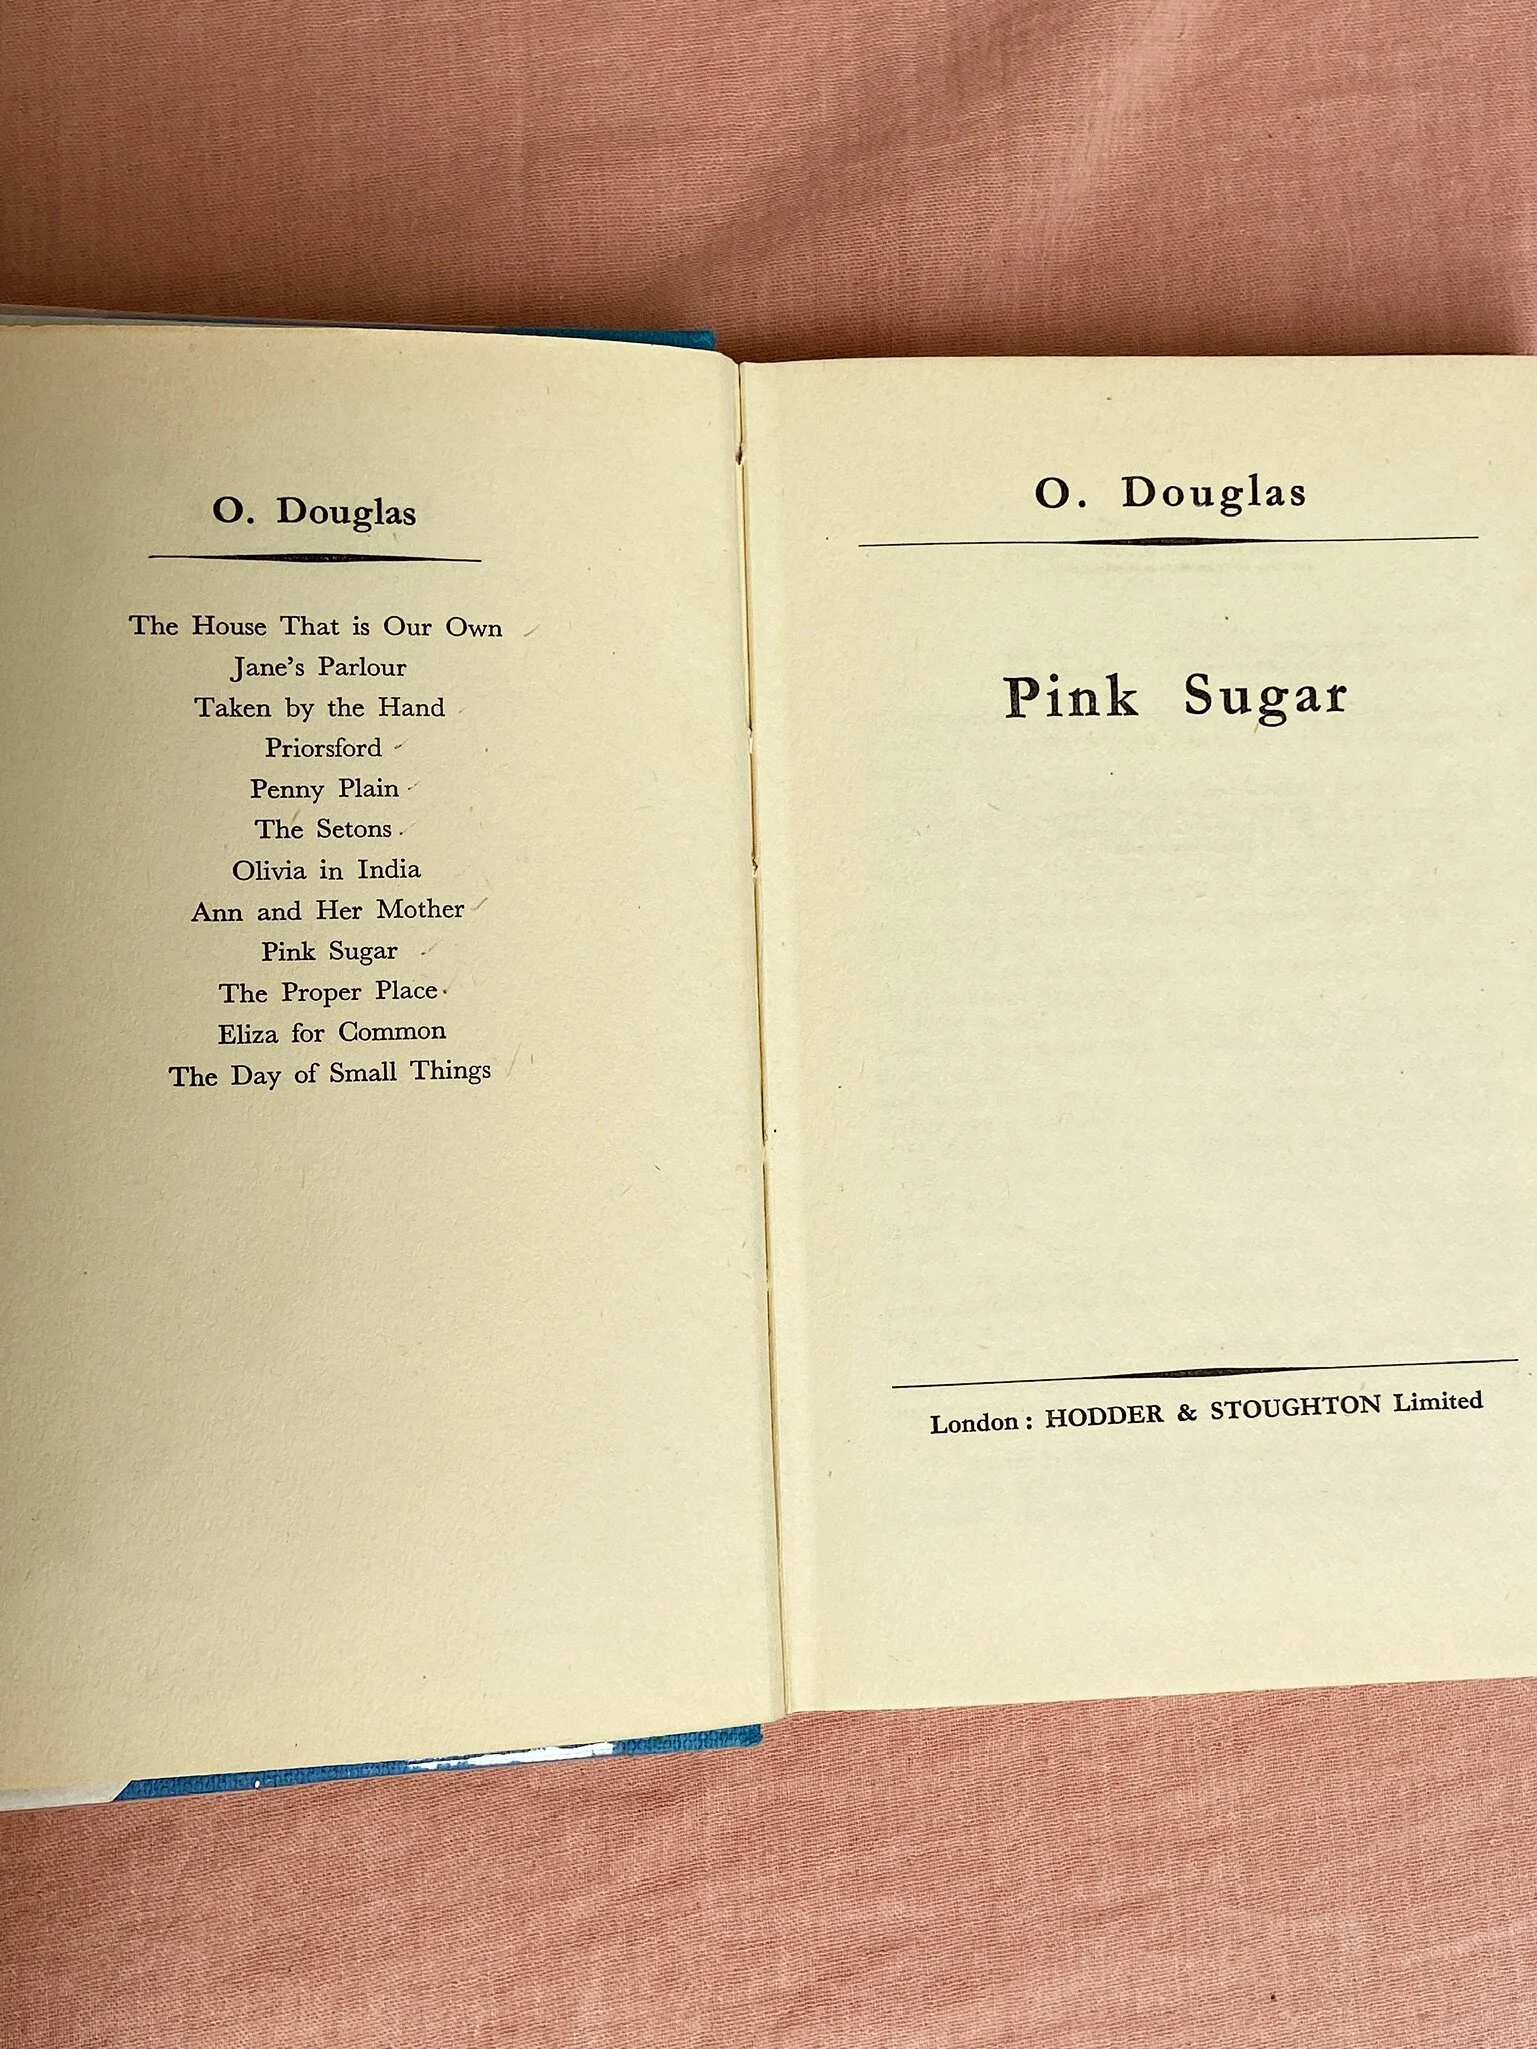 O. Douglas
The House That is Our Own
Jane's Parlour
Taken by the Hand
Priorsford
Penny Plain
The Setons
Olivia in India
Ann and Her Mother
Pink Sugar
The Proper Place
Eliza for Common
The Day of Small Things
O. Douglas
Pink Sugar
London: HODDER & STOUGHTON Limited